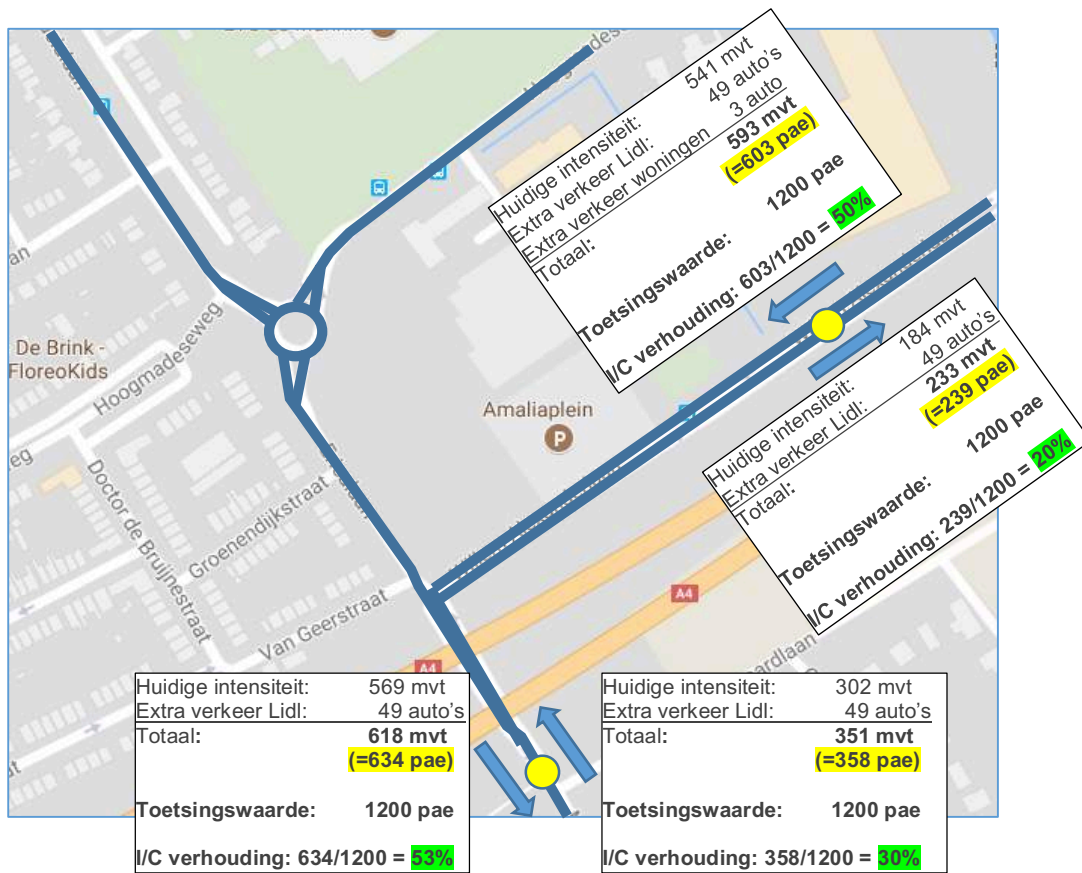 Huidige intensiteit: 541 mvt
Extra verkeer Lidl: 49 auto's
Extra verkeer woningen 3 auto
Totaal: 593 mvt
(=603 pae)
Toetsingswaarde: 1200 pae
I/C verhouding: 603/1200 = 50%
Huidige intensiteit: 184 mvt
Extra verkeer Lidl: 49 auto's
Totaal: 233 mvt
(=239 pae)
Toetsingswaarde: 1200 pae
I/C verhouding: 239/1200 = 20%
De Brink -
FloreoKids
Hoogmadeseweg
Amaliaplein
P
Doctor de Bruijnestraat
Groenendijkstraat
Van Geerstraat
A4
A4
Huidige intensiteit: 569 mvt
Extra verkeer Lidl: 49 auto's
Totaal: 618 mvt
(=634 pae)
Toetsingswaarde: 1200 pae
I/C verhouding: 634/1200 = 53%
Huidige intensiteit: 302 mvt
Extra verkeer Lidl: 49 auto's
Totaal: 351 mvt
(=358 pae)
Toetsingswaarde: 1200 pae
I/C verhouding: 358/1200 = 30%